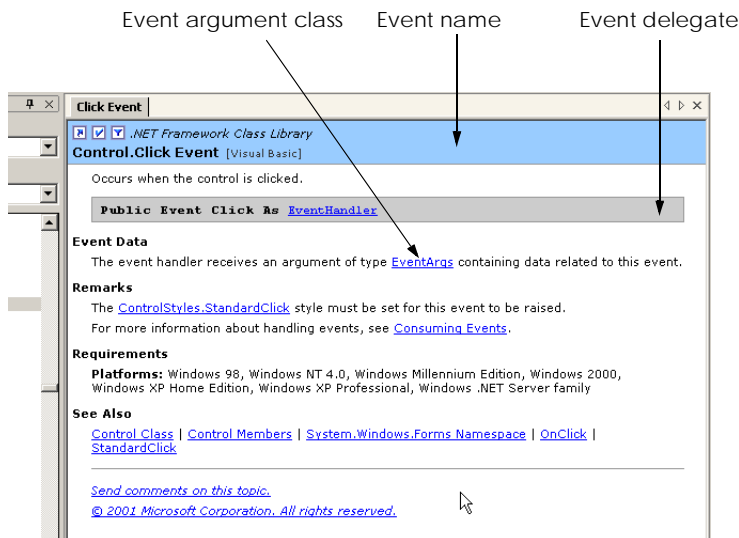 Event argument class Event name Event delegate
Click Event
.NET Framework Class Library
Control.Click Event [Visual Basic]
Occurs when the control is clicked.
Public Event Click As EventHandler
Event Data
The event handler receives an argument of type EventArgs containing data related to this event.
Remarks
The ControlStyles.StandardClick style must be set for this event to be raised.
For more information about handling events, see Consuming Events.
Requirements
Platforms: Windows 98, Windows NT 4.0, Windows Millennium Edition, Windows 2000,
Windows XP Home Edition, Windows XP Professional, Windows .NET Server family
See Also
Control Class | Control Members | System.Windows.Forms Namespace | OnClick |
StandardClick
Send comments on this topic.
© 2001 Microsoft Corporation. All rights reserved.